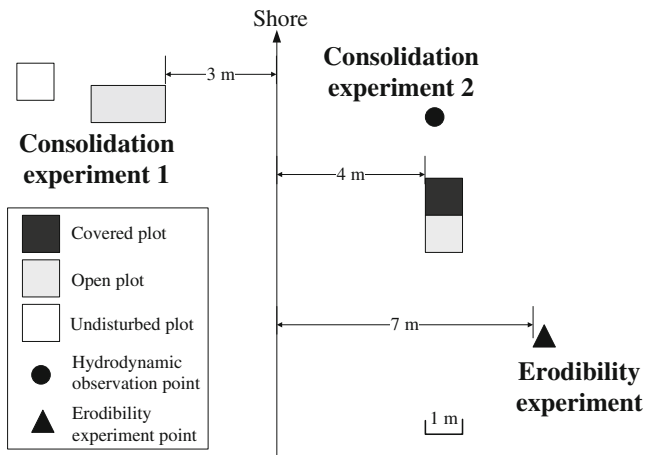 Shore
3 m
Consolidation
experiment 2
Consolidation
experiment 1
4 m
Covered plot
Open plot
Undisturbed plot
Hydrodynamic
observation point
Erodibility
experiment point
7 m
Erodibility
experiment
1 m